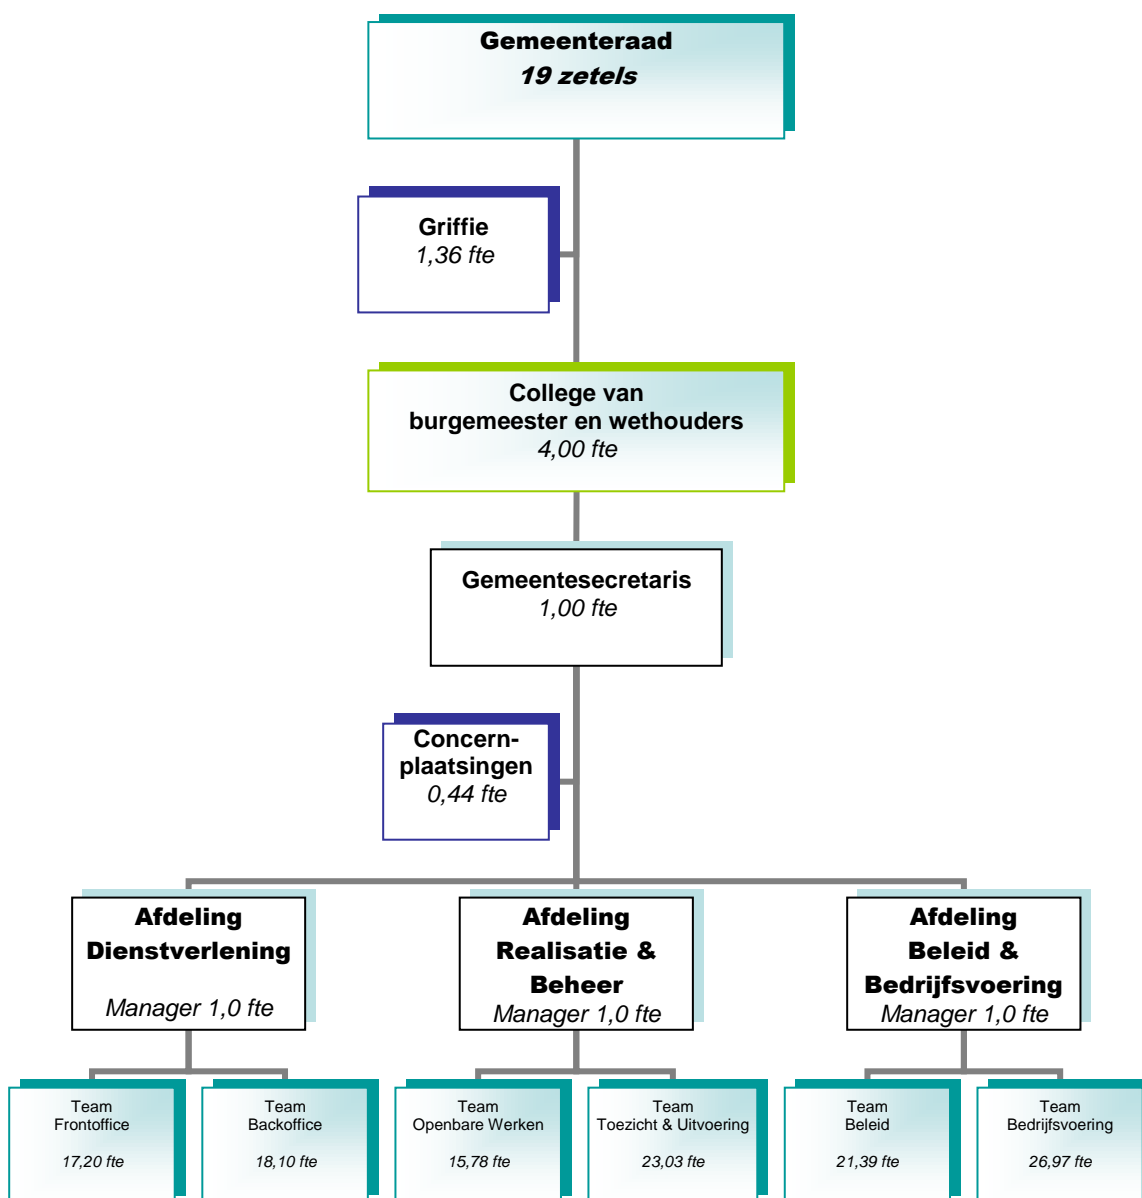 Gemeenteraad
19 zetels
Griffie
1,36 fte
College van
burgemeester en wethouders
4,00 fte
Gemeentesecretaris
1,00 fte
Concern-
plaatsingen
0,44 fte
Afdeling
Dienstverlening
Manager 1,0 fte
Afdeling
Realisatie &
Beheer
Manager 1,0 fte
Afdeling
Beleid &
Bedrijfsvoering
Manager 1,0 fte
Team
Frontoffice
17,20 fte
Team
Backoffice
18,10 fte
Team
Openbare Werken
15,78 fte
Team
Toezicht & Uitvoering
23,03 fte
Team
Beleid
21,39 fte
Team
Bedrijfsvoering
26,97 fte